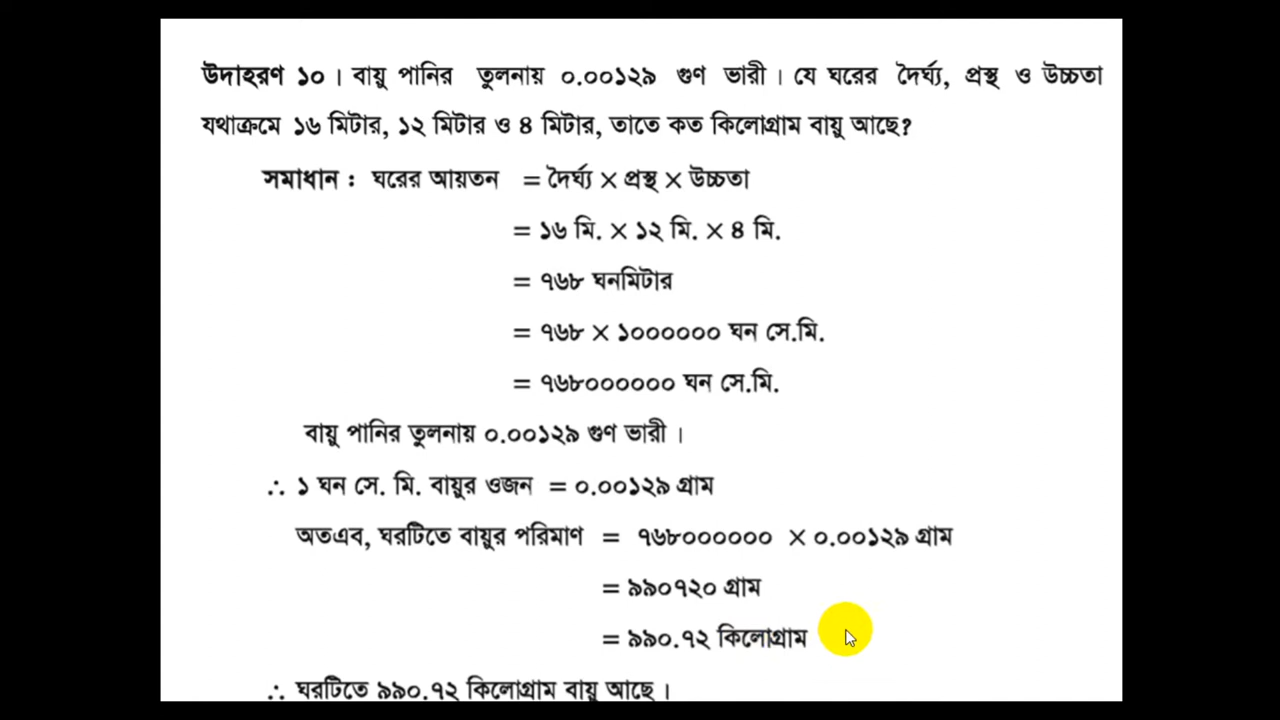 উদাহরণ ১০। বায়ু পানির তুলনায় ০.০০১২৯ গুণ ভারী। যে ঘরের দৈর্ঘ্য, প্রস্থ ও উচ্চতা
যথাক্রমে ১৬ মিটার, ১২ মিটার ও ৪ মিটার, তাতে কত কিলোগ্রাম বায়ু আছে?
সমাধান : ঘরের আয়তন = দৈর্ঘ্য × প্রস্থ × উচ্চতা
= ১৬ মি. × ১২ মি. × ৪ মি.
= ৭৬৮ ঘনমিটার
= ৭৬৮ × ১০০০০০০ ঘন সে.মি.
= ৭৬৮০০০০০০ ঘন সে.মি.
বায়ু পানির তুলনায় ০.০০১২৯ গুণ ভারী।
∴ ১ ঘন সে. মি. বায়ুর ওজন = ০.০০১২৯ গ্রাম
অতএব, ঘরটিতে বায়ুর পরিমাণ = ৭৬৮০০০০০০ × ০.০০১২৯ গ্রাম
= ৯৯০৭২০ গ্রাম
= ৯৯০.৭২ কিলোগ্রাম
∴ ঘরটিতে ৯৯০.৭২ কিলোগ্রাম বায়ু আছে।